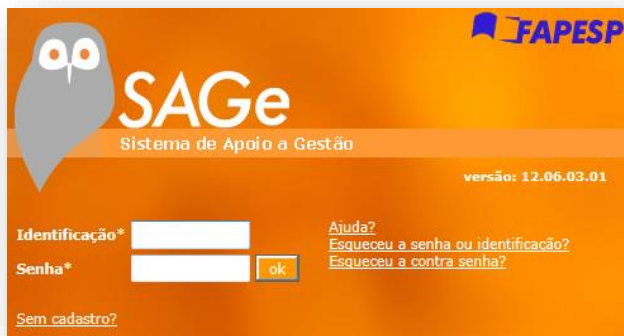 FAPESP
SAGe
Sistema de Apoio a Gestão
versão: 12.06.03.01
Identificação*
Senha*
ok
Ajuda?
Esqueceu a senha ou identificação?
Esqueceu a contra senha?
Sem cadastro?